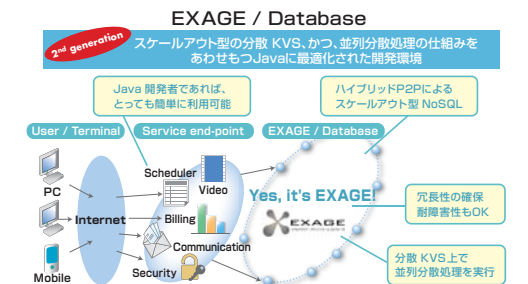 EXAGE / Database
2nd generation
スケールアウト型の分散 KVS、かつ、並列分散処理の仕組みを
あわせもつJavaに最適化された開発環境
Java 開発者であれば、
とっても簡単に利用可能
ハイブリッドP2Pによる
スケールアウト型 NoSQL
User / Terminal
Service end-point
EXAGE / Database
Scheduler
Video
PC
Internet
Billing
Communication
Security
Mobile
Yes, it's EXAGE!
EXAGE
冗長性の確保
耐障害性もOK
分散 KVS上で
並列分散処理を実行